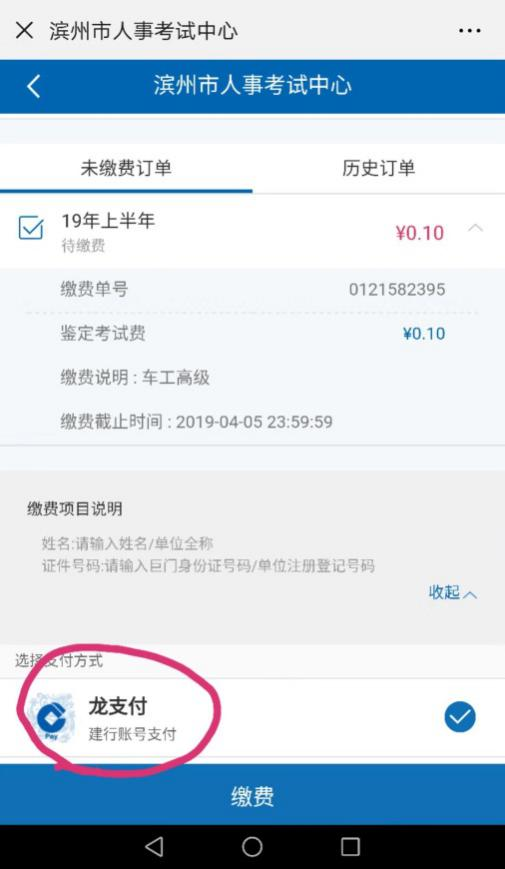 滨州市人事考试中心
滨州市人事考试中心
未缴费订单 历史订单
19年上半年
待缴费
¥0.10
缴费单号 0121582395
鉴定考试费 ¥0.10
缴费说明：车工高级
缴费截止时间：2019-04-05 23:59:59
缴费项目说明
姓名:请输入姓名/单位全称
证件号码:请输入巨门身份证号码/单位注册登记号码
收起
选择支付方式
龙支付
Pay
建行账号支付
缴费